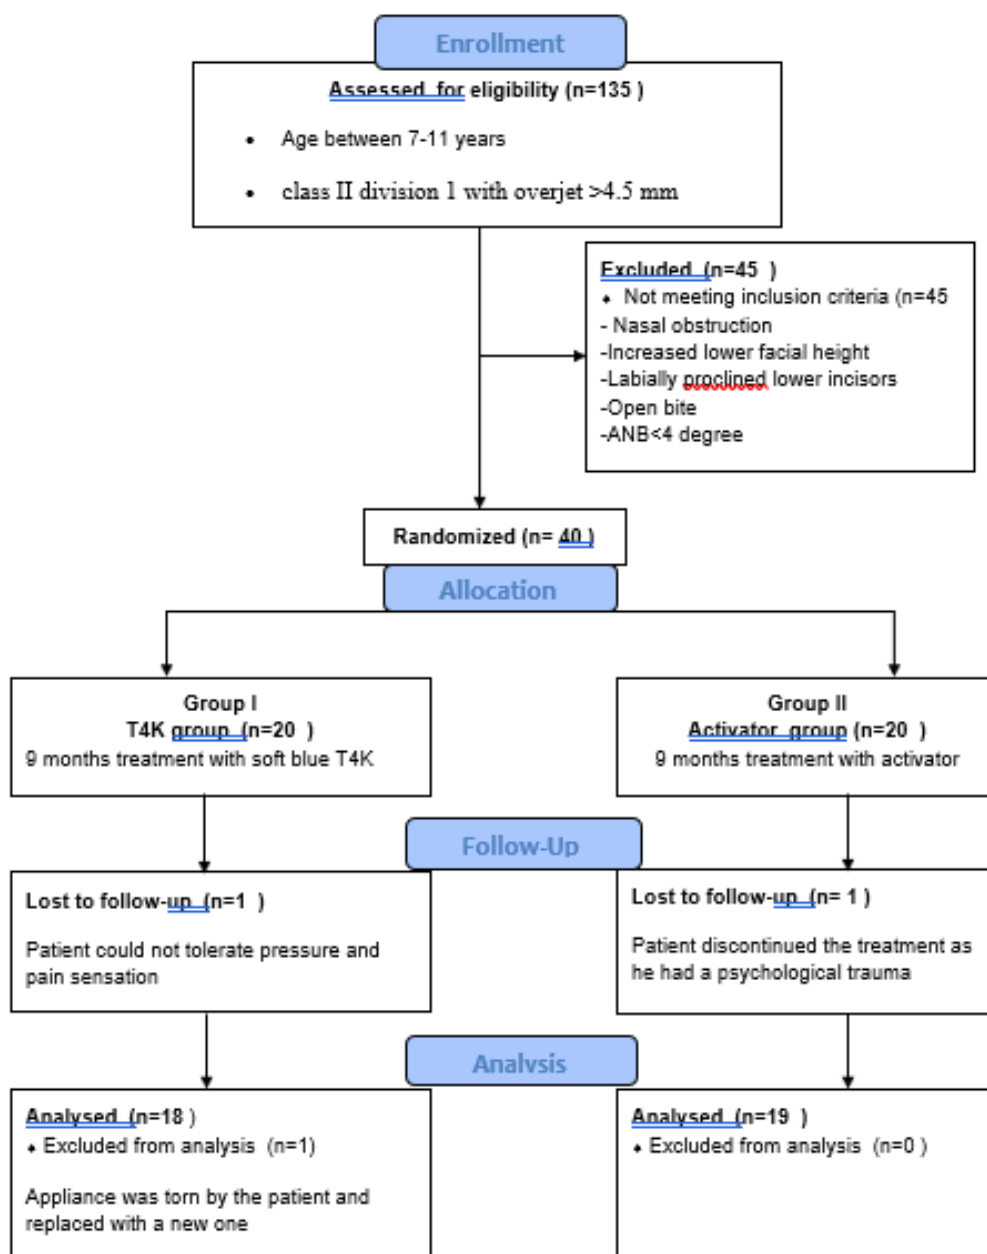 Enrollment
Assessed for eligibility (n=135 )
• Age between 7-11 years
• class II division 1 with overjet >4.5 mm
Excluded (n=45 )
♦ Not meeting inclusion criteria (n=45
- Nasal obstruction
-Increased lower facial height
-Labially proclined lower incisors
-Open bite
-ANB<4 degree
Randomized (n= 40 )
Allocation
Group I
T4K group (n=20 )
9 months treatment with soft blue T4K
Group II
Activator group (n=20 )
9 months treatment with activator
Follow-Up
Lost to follow-up (n=1 )
Patient could not tolerate pressure and
pain sensation
Lost to follow-up (n= 1 )
Patient discontinued the treatment as
he had a psychological trauma
Analysis
Analysed (n=18 )
♦ Excluded from analysis (n=1)
Appliance was torn by the patient and
replaced with a new one
Analysed (n=19 )
♦ Excluded from analysis (n=0 )